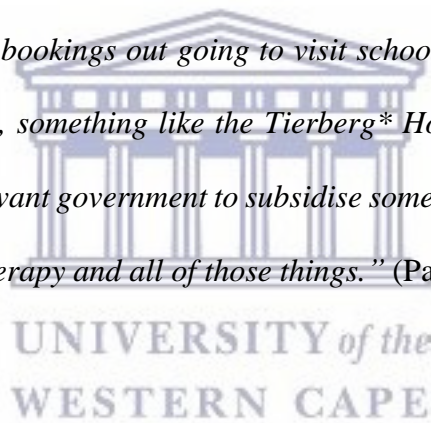 bookings out going to visit schoo
, something like the Tierberg* Ho
want government to subsidise some
erapy and all of those things.” (Pa
UNIVERSITY of the
WESTERN CAPE